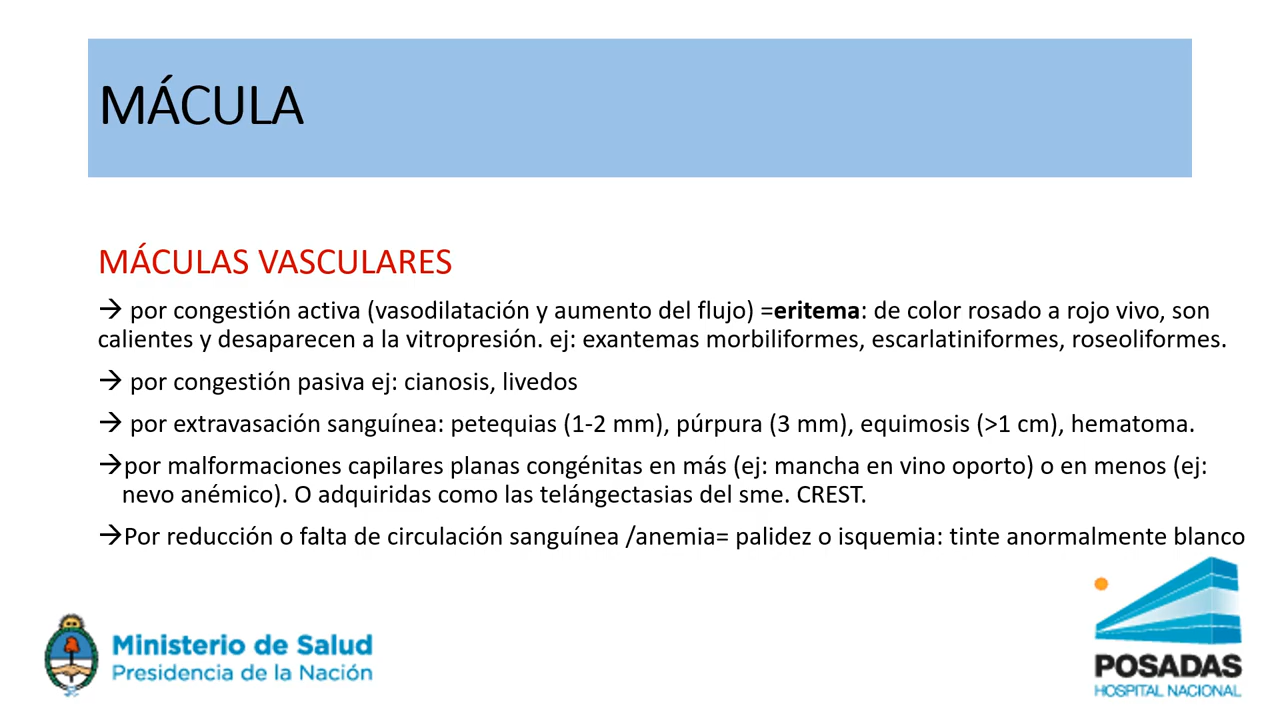 MÁCULA
MÁCULAS VASCULARES
→ por congestión activa (vasodilatación y aumento del flujo) =eritema: de color rosado a rojo vivo, son
calientes y desaparecen a la vitropresión. ej: exantemas morbiliformes, escarlatiniformes, roseoliformes.
→ por congestión pasiva ej: cianosis, livedos
→ por extravasación sanguínea: petequias (1-2 mm), púrpura (3 mm), equimosis (>1 cm), hematoma.
→por malformaciones capilares planas congénitas en más (ej: mancha en vino oporto) o en menos (ej:
nevo anémico). O adquiridas como las telángectasias del sme. CREST.
→Por reducción o falta de circulación sanguínea /anemia= palidez o isquemia: tinte anormalmente blanco
Ministerio de Salud
Presidencia de la Nación
POSADAS
HOSPITAL NACIONAL